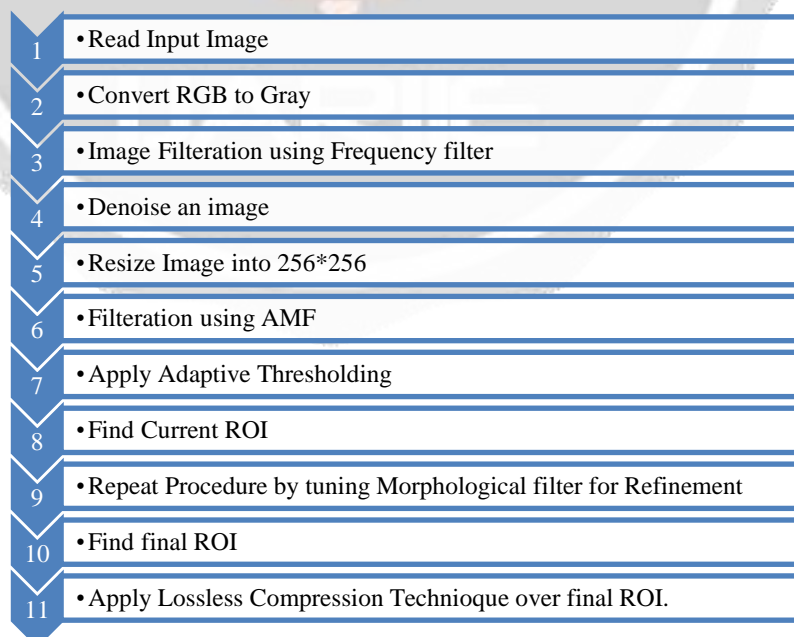 1 •Read Input Image
2 •Convert RGB to Gray
3 •Image Filteration using Frequency filter
4 •Denoise an image
5 •Resize Image into 256*256
6 •Filteration using AMF
7 •Apply Adaptive Thresholding
8 •Find Current ROI
9 •Repeat Procedure by tuning Morphological filter for Refinement
10 •Find final ROI
11 •Apply Lossless Compression Technioque over final ROI.